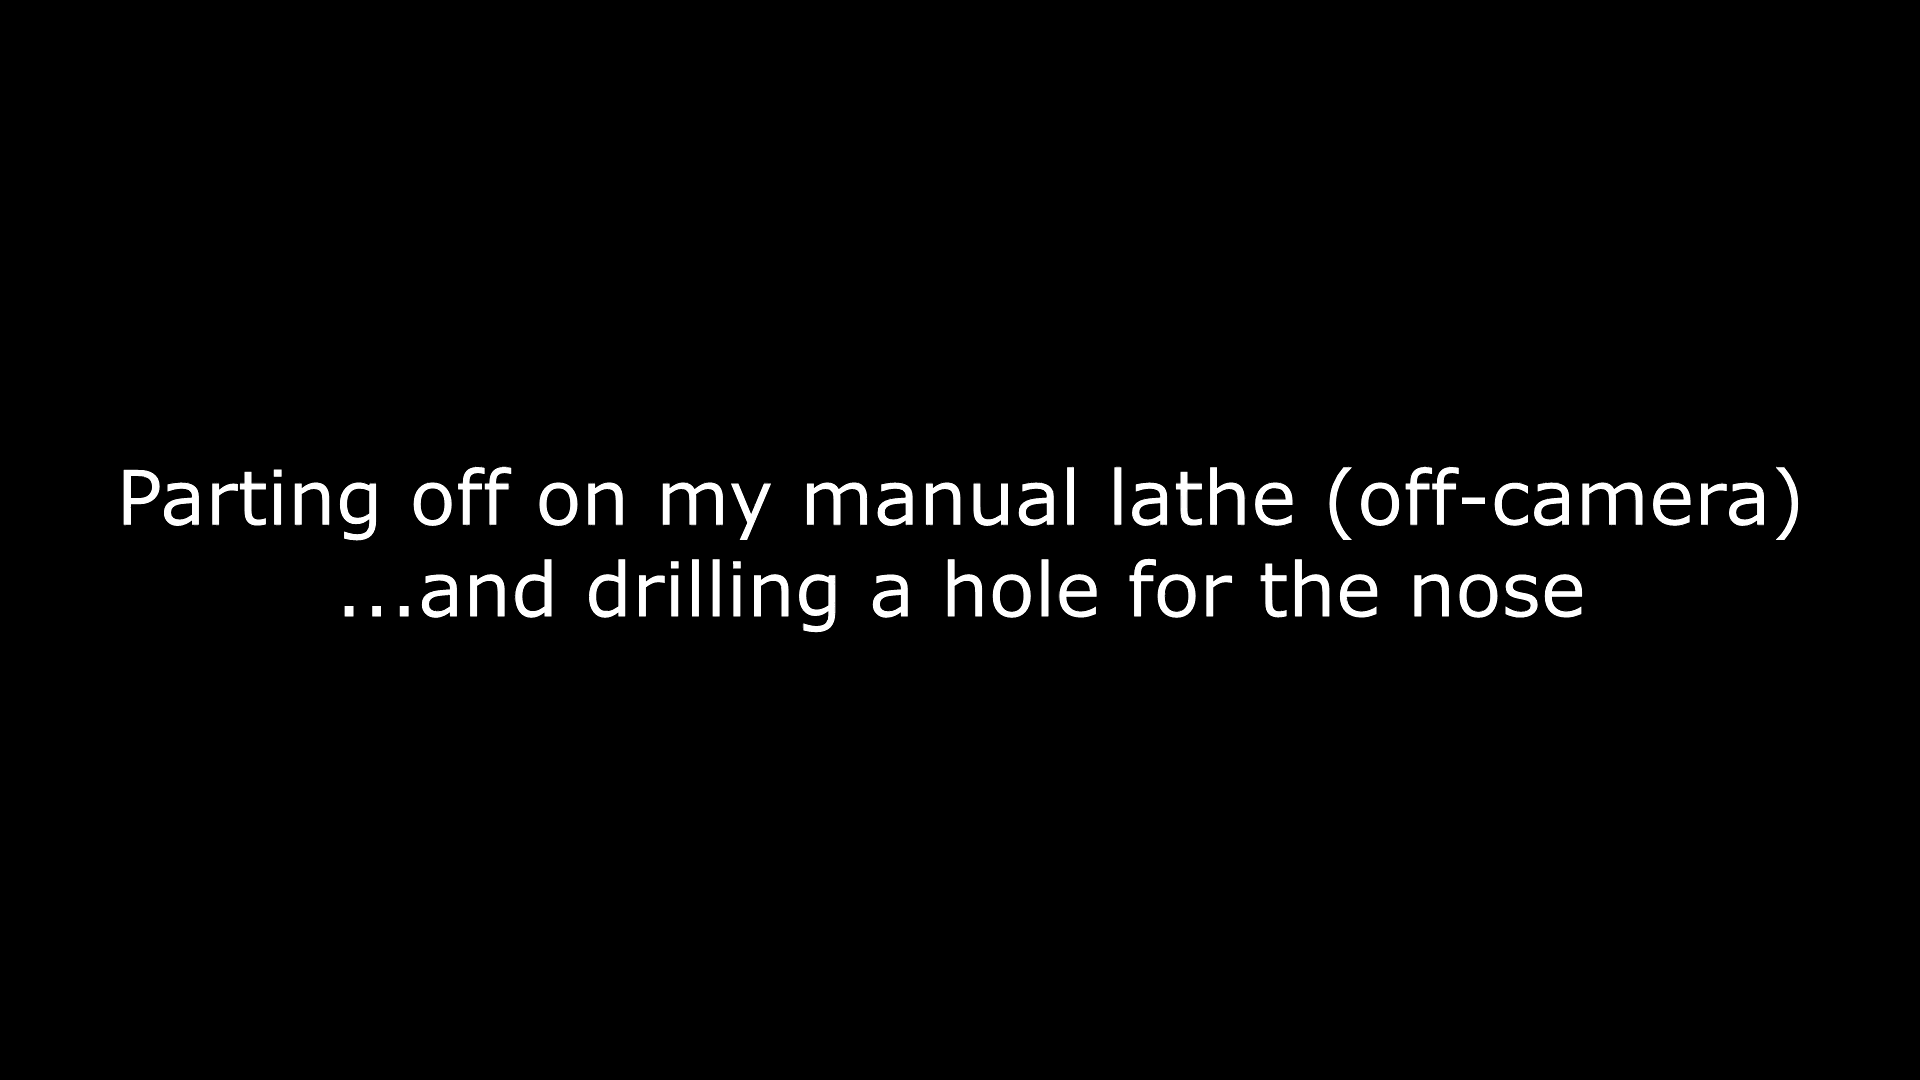 Parting off on my manual lathe (off-camera)
...and drilling a hole for the nose